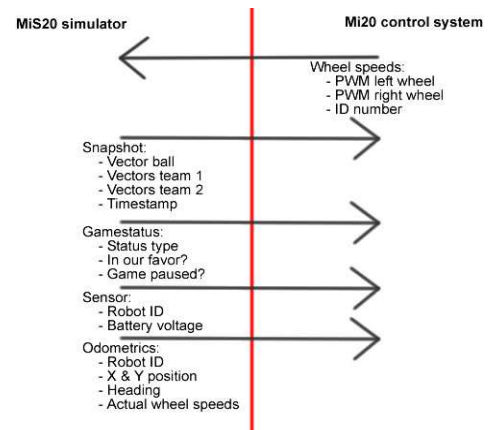 MiS20 simulator
Mi20 control system
Wheel speeds:
- PWM left wheel
- PWM right wheel
- ID number
Snapshot:
- Vector ball
- Vectors team 1
- Vectors team 2
- Timestamp
Gamestatus:
- Status type
- In our favor?
- Game paused?
Sensor:
- Robot ID
- Battery voltage
Odometrics:
- Robot ID
- X & Y position
- Heading
- Actual wheel speeds